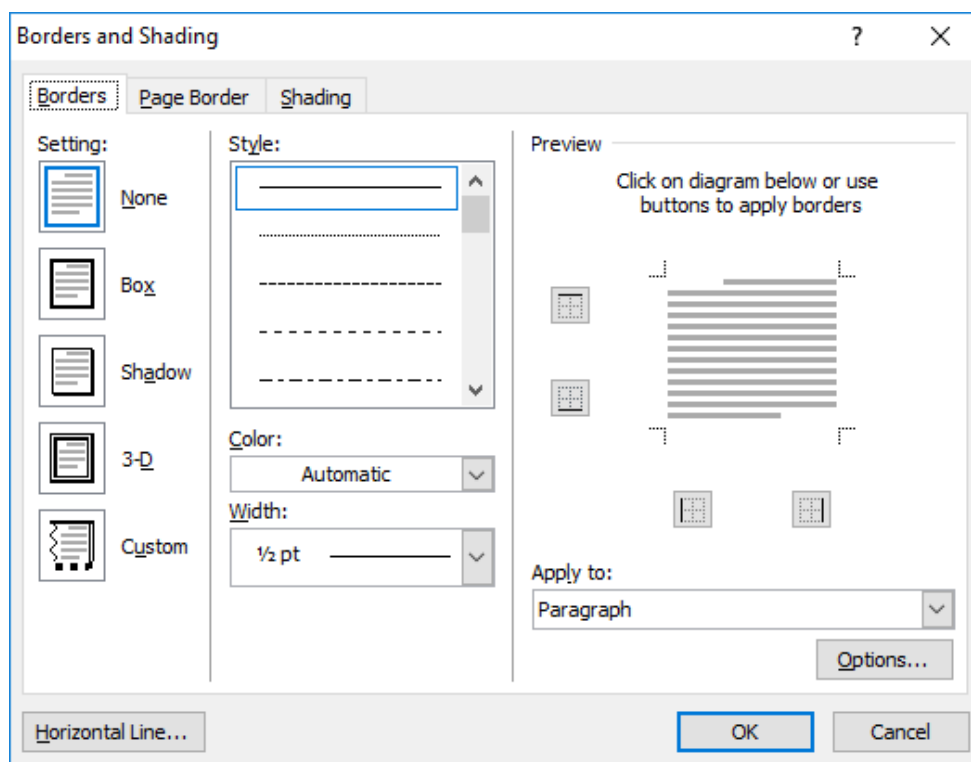 Borders and Shading
?
Borders
Page Border
Shading
Setting:
None
Box
Shadow
3-D
Custom
Style:
Color:
Automatic
Width:
½ pt
Preview
Click on diagram below or use
buttons to apply borders
Apply to:
Paragraph
Options...
Horizontal Line...
OK
Cancel